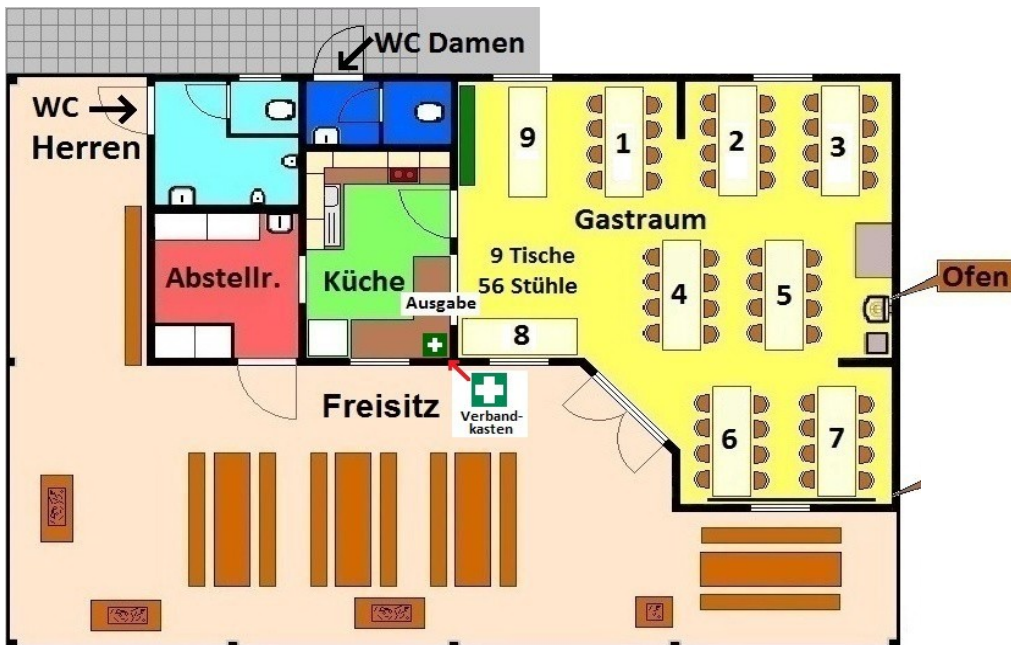 WC Damen
WC
Herren
9
1
2
3
Gastraum
9 Tische
56 Stühle
Abstellr.
Küche
Ausgabe
4
5
Ofen
8
Freisitz
Verband-
kasten
6
7